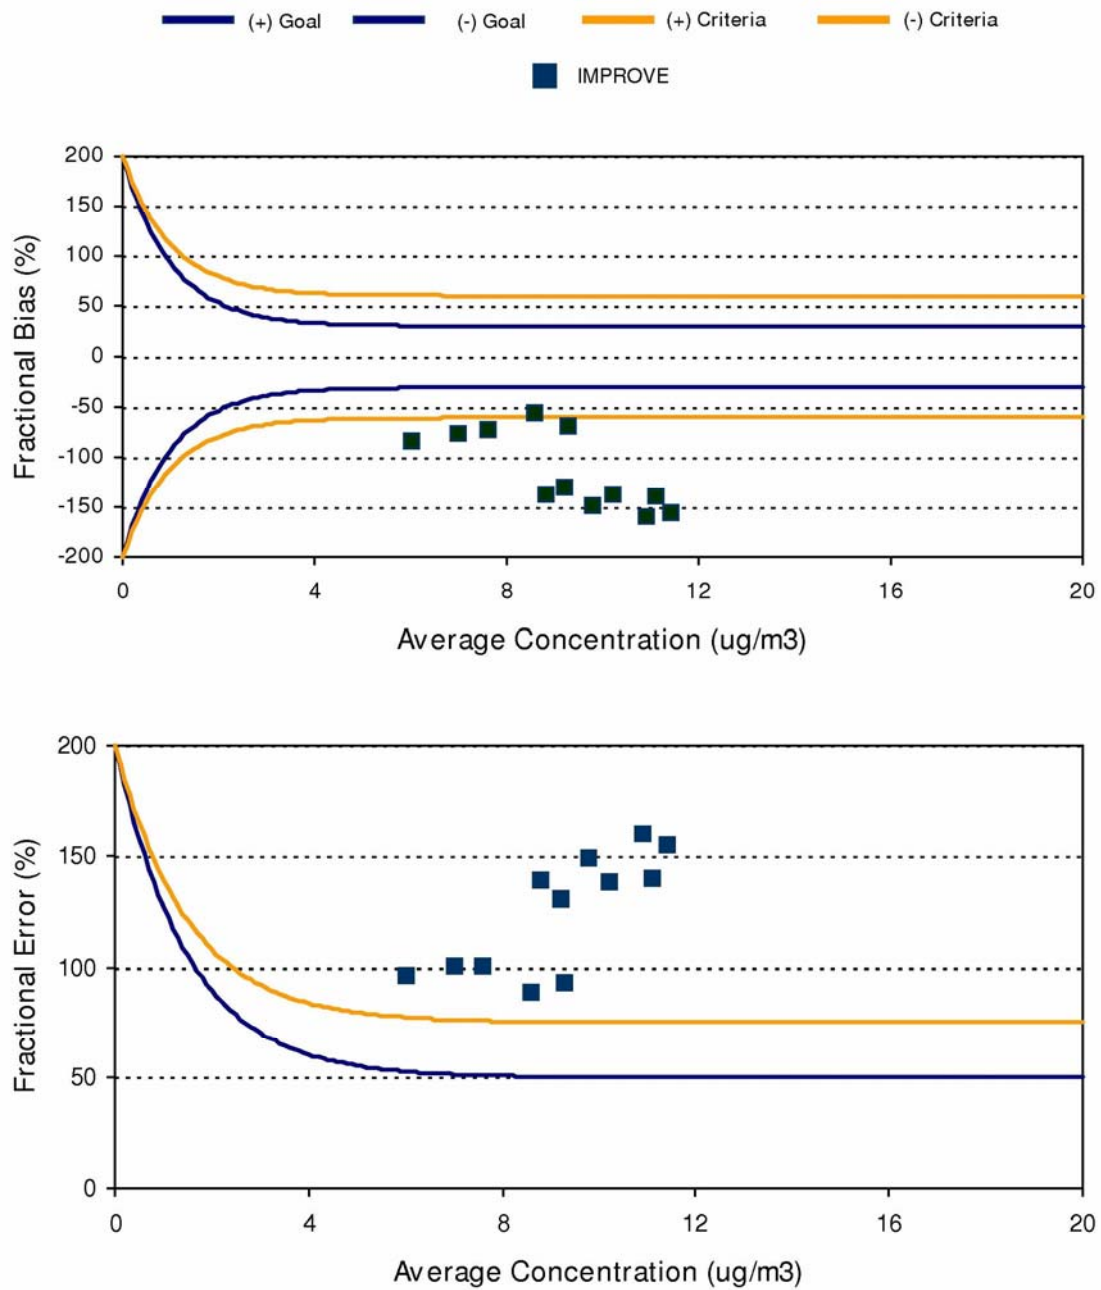 (+) Goal (-) Goal (+) Criteria (-) Criteria
IMPROVE
200
150
100
50
0
-50
-100
-150
-200
Fractional Bias (%)
0 4 8 12 16 20
Average Concentration (ug/m3)
200
150
100
50
0
Fractional Error (%)
0 4 8 12 16 20
Average Concentration (ug/m3)